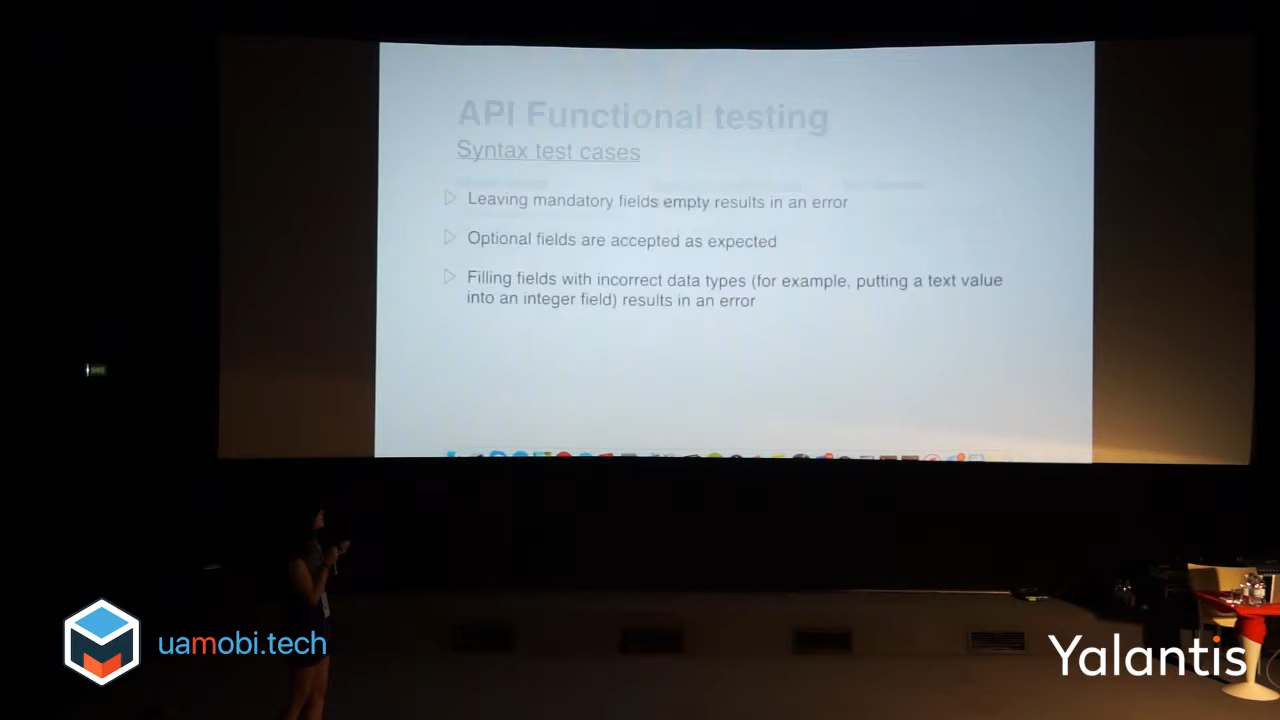 API Functional testing
Syntax test cases
Leaving mandatory fields empty results in an error
Optional fields are accepted as expected
Filling fields with incorrect data types (for example, putting a text value
into an integer field) results in an error
uamobi.tech
Yalantis